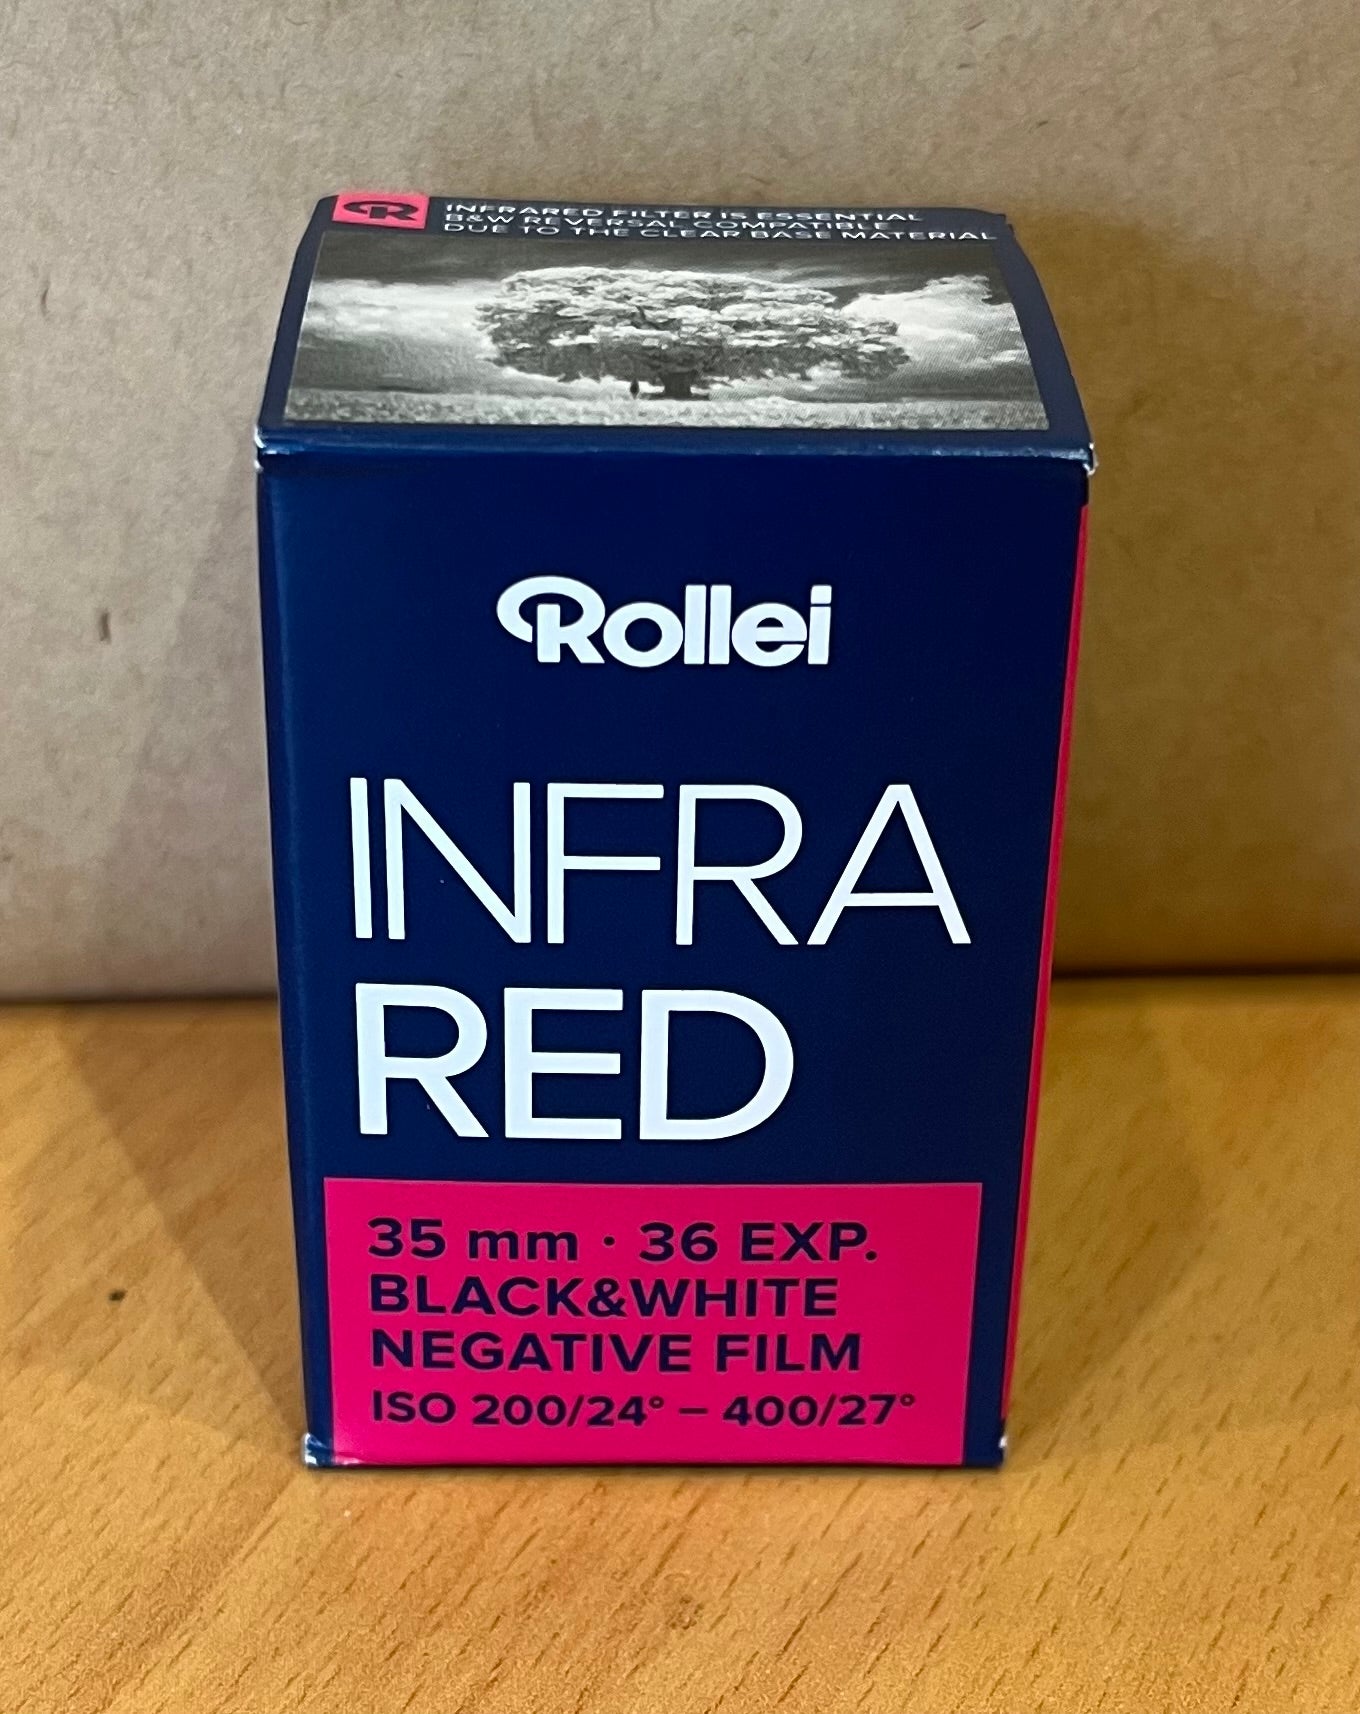 INFRARED FILTER IS ESSENTIAL
B&W REVERSAL COMPATIBLE
DUE TO THE CLEAR BASE MATERIAL
Rollei
INFRA
RED
35 mm · 36 EXP.
BLACK&WHITE
NEGATIVE FILM
ISO 200/24° – 400/27°